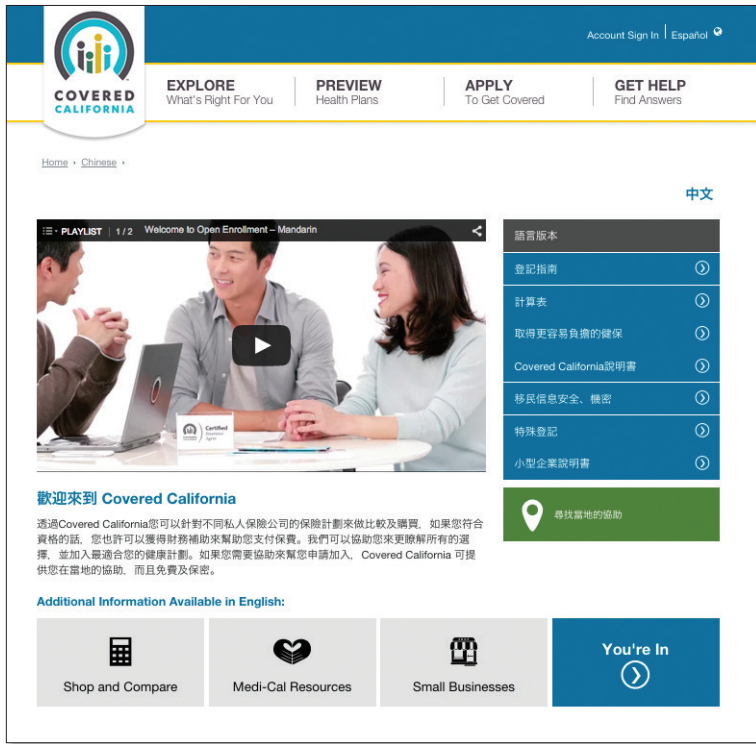 Account Sign In | Español
COVERED
CALIFORNIA
EXPLORE
What's Right For You
PREVIEW
Health Plans
APPLY
To Get Covered
GET HELP
Find Answers
Home › Chinese ›
中文
PLAYLIST | 1 / 2 Welcome to Open Enrollment – Mandarin
Certified
語言版本
登記指南
計算表
取得更容易負擔的健保
Covered California說明書
移民信息安全、機密
特殊登記
小型企業說明書
尋找當地的協助
歡迎來到 Covered California
透過Covered California您可以針對不同私人保險公司的保險計劃來做比較及購買，如果您符合
資格的話，您也許可以獲得財務補助來幫助您支付保費。我們可以協助您來更瞭解所有的選
擇，並加入最適合您的健康計劃。如果您需要協助來幫您申請加入，Covered California 可提
供您在當地的協助，而且免費及保密。
Additional Information Available in English:
Shop and Compare
Medi-Cal Resources
Small Businesses
You're In